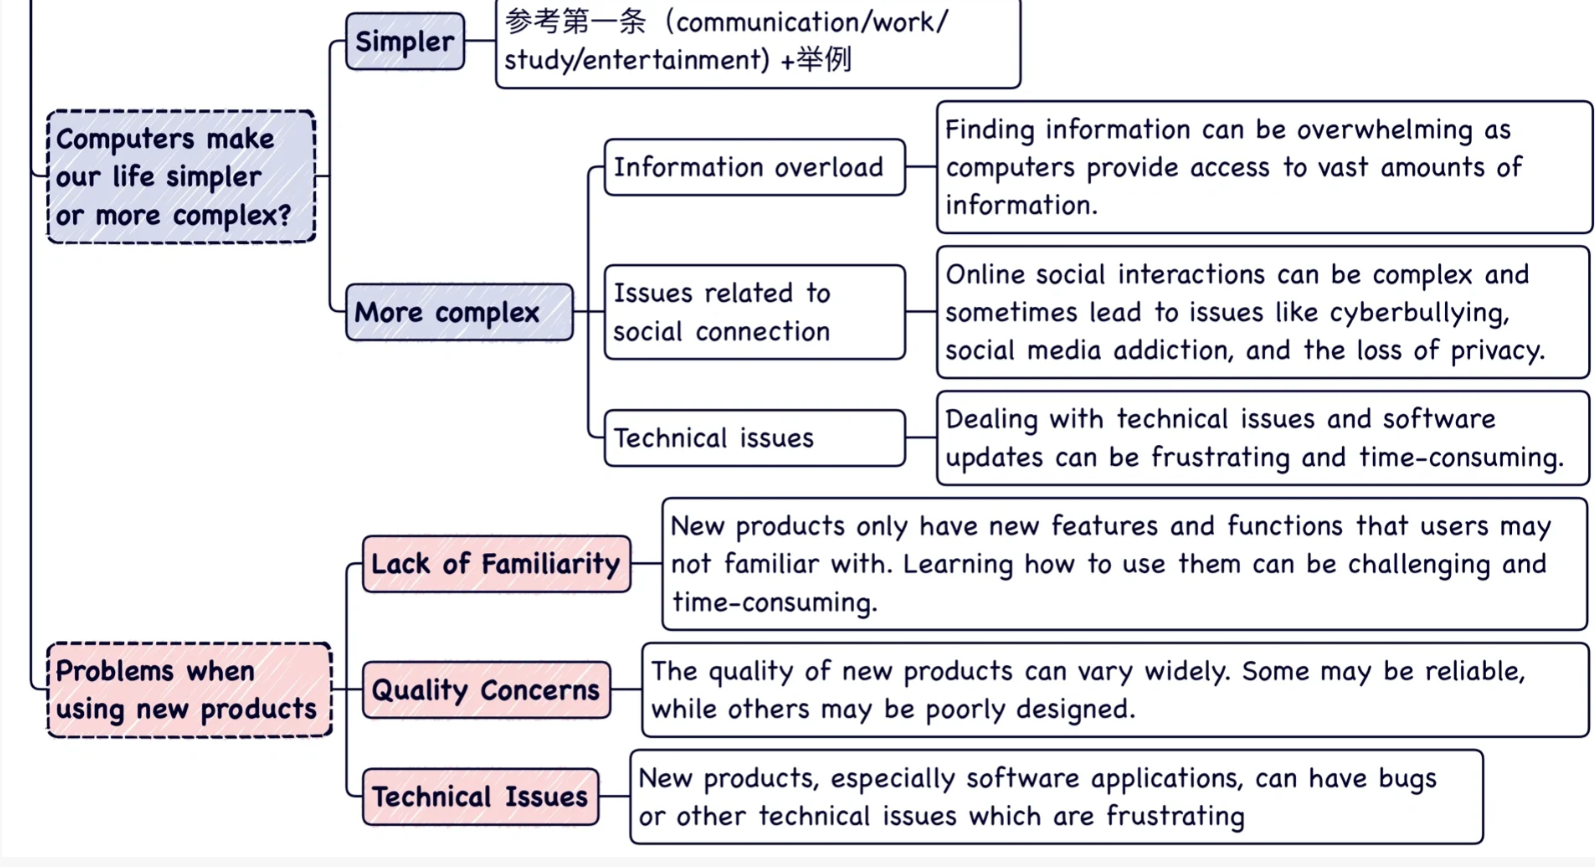 Simpler
参考第一条（communication/work/
study/entertainment) +举例
Computers make
our life simpler
or more complex?
Information overload
Finding information can be overwhelming as
computers provide access to vast amounts of
information.
More complex
Issues related to
social connection
Online social interactions can be complex and
sometimes lead to issues like cyberbullying,
social media addiction, and the loss of privacy.
Technical issues
Dealing with technical issues and software
updates can be frustrating and time-consuming.
Problems when
using new products
Lack of Familiarity
New products only have new features and functions that users may
not familiar with. Learning how to use them can be challenging and
time-consuming.
Quality Concerns
The quality of new products can vary widely. Some may be reliable,
while others may be poorly designed.
Technical Issues
New products, especially software applications, can have bugs
or other technical issues which are frustrating